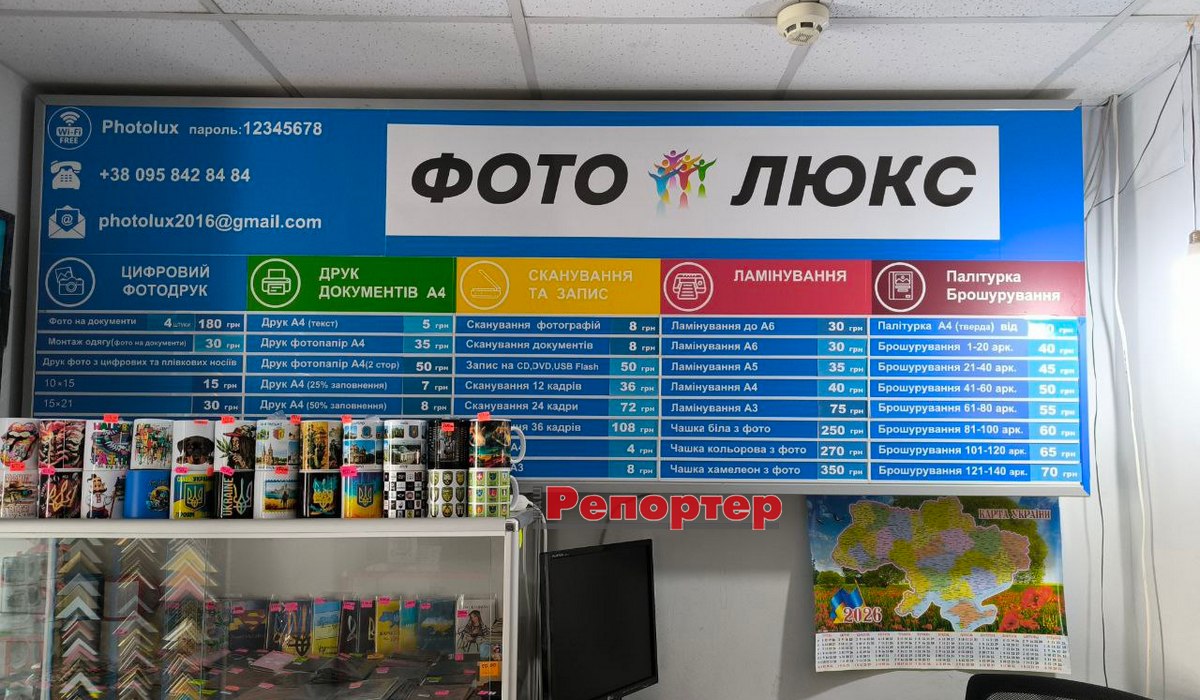 Wi-Fi
FREE
Photolux пароль:12345678
+38 095 842 84 84
photolux2016@gmail.com
ФОТО ЛЮКС
ЦИФРОВИЙ
ФОТОДРУК
Фото на документи 4 штуки 180 грн
Монтаж одягу(фото на документи) 30 грн
Друк фото з цифрових та плівкових носіїв
10×15 15 грн
15×21 30 грн
ДРУК
ДОКУМЕНТІВ А4
Друк А4 (текст) 5 грн
Друк фотопапір А4 35 грн
Друк фотопапір А4(2 стор) 50 грн
Друк А4 (25% заповнення) 7 грн
Друк А4 (50% заповнення) 8 грн
СКАНУВАННЯ
ТА ЗАПИС
Сканування фотографій 8 грн
Сканування документів 8 грн
Запис на CD,DVD,USB Flash 50 грн
Сканування 12 кадрів 36 грн
Сканування 24 кадри 72 грн
36 кадрів 108 грн
4 грн
А3 8 грн
ЛАМІНУВАННЯ
Ламінування до А6 30 грн
Ламінування А6 30 грн
Ламінування А5 35 грн
Ламінування А4 40 грн
Ламінування А3 75 грн
Чашка біла з фото 250 грн
Чашка кольорова з фото 270 грн
Чашка хамелеон з фото 350 грн
Палітурка
Брошурування
Палітурка А4 (тверда) від грн
Брошурування 1-20 арк. 40 грн
Брошурування 21-40 арк. 45 грн
Брошурування 41-60 арк. 50 грн
Брошурування 61-80 арк. 55 грн
Брошурування 81-100 арк. 60 грн
Брошурування 101-120 арк. 65 грн
Брошурування 121-140 арк. 70 грн
Репортер
КАРТА УКРАЇНИ
2026